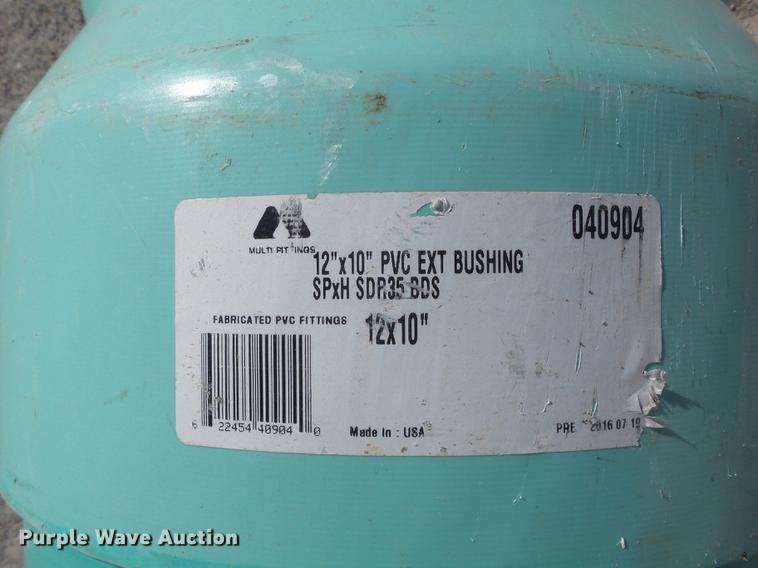 MULTI FITTINGS
040904
12"x10" PVC EXT BUSHING
SPxH SDR35 BDS
FABRICATED PVC FITTINGS
12x10"
6 22454 40904 0
Made In : USA
PRE 2016 07 19
Purple Wave Auction